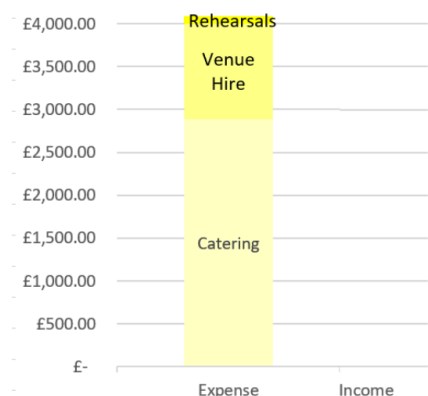 £4,000.00
Rehearsals
£3,500.00
Venue
Hire
£3,000.00
£2,500.00
£2,000.00
£1,500.00
Catering
£1,000.00
£500.00
£-
Expense
Income